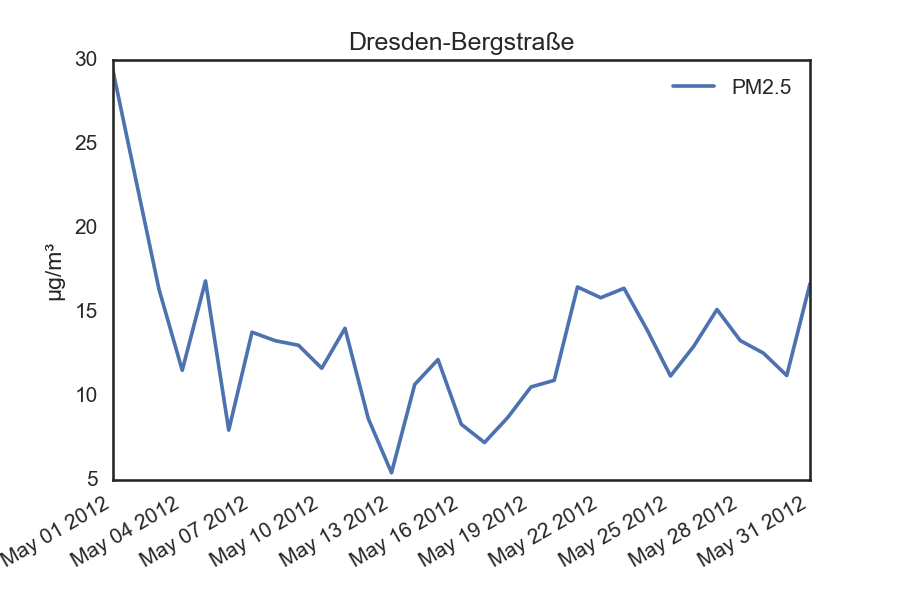 Dresden-Bergstraße
PM2.5
µg/m³
30
25
20
15
10
5
May 01 2012
May 04 2012
May 07 2012
May 10 2012
May 13 2012
May 16 2012
May 19 2012
May 22 2012
May 25 2012
May 28 2012
May 31 2012